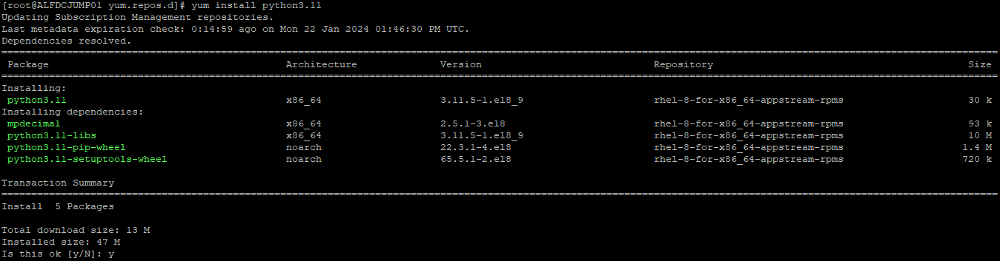 [root@ALFDCJUMP01 yum.repos.d]# yum install python3.11
Updating Subscription Management repositories.
Last metadata expiration check: 0:14:59 ago on Mon 22 Jan 2024 01:46:30 PM UTC.
Dependencies resolved.
================================================================================
Package Architecture Version Repository Size
================================================================================
Installing:
python3.11 x86_64 3.11.5-1.el8_9 rhel-8-for-x86_64-appstream-rpms 30 k
Installing dependencies:
mpdecimal x86_64 2.5.1-3.el8 rhel-8-for-x86_64-appstream-rpms 93 k
python3.11-libs x86_64 3.11.5-1.el8_9 rhel-8-for-x86_64-appstream-rpms 10 M
python3.11-pip-wheel noarch 22.3.1-4.el8 rhel-8-for-x86_64-appstream-rpms 1.4 M
python3.11-setuptools-wheel noarch 65.5.1-2.el8 rhel-8-for-x86_64-appstream-rpms 720 k
Transaction Summary
================================================================================
Install 5 Packages
Total download size: 13 M
Installed size: 47 M
Is this ok [y/N]: y